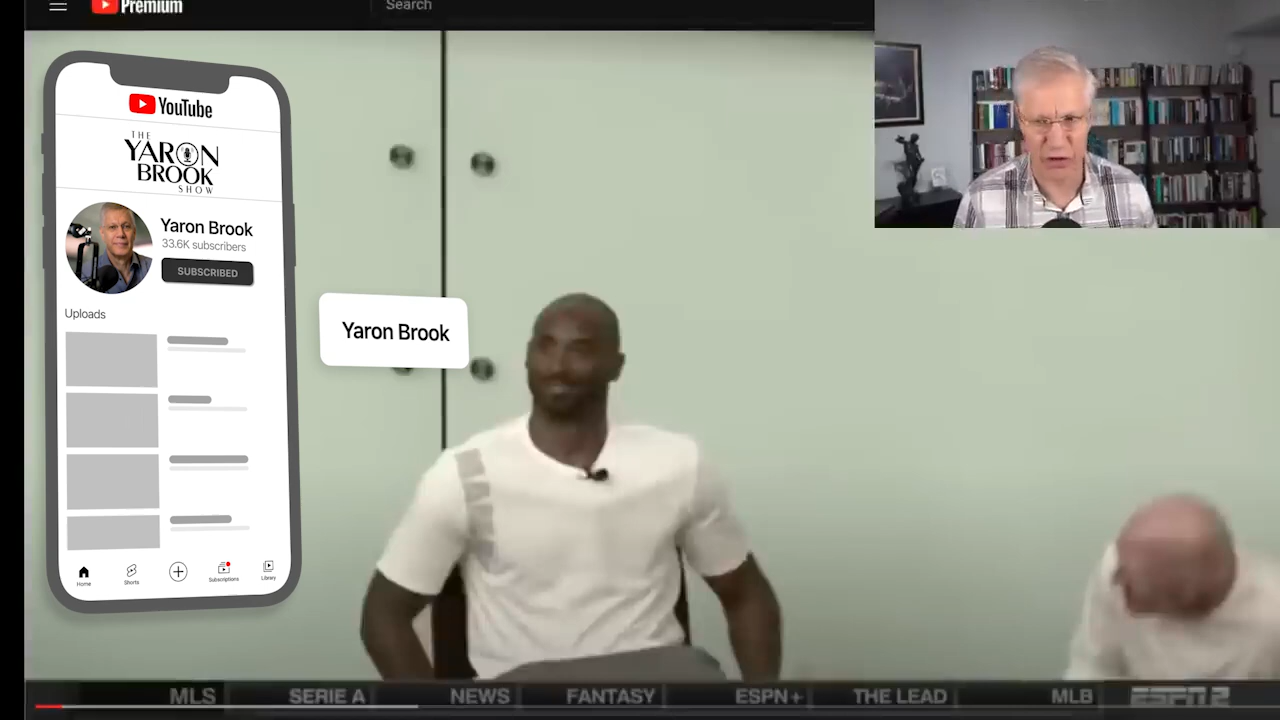 Premium
Search
YouTube
THE
YARON
BROOK
SHOW
Yaron Brook
33.6K subscribers
SUBSCRIBED
Uploads
Home
Shorts
Subscriptions
Library
Yaron Brook
MLS
SERIE A
NEWS
FANTASY
ESPN+
THE LEAD
MLB
ESPN2